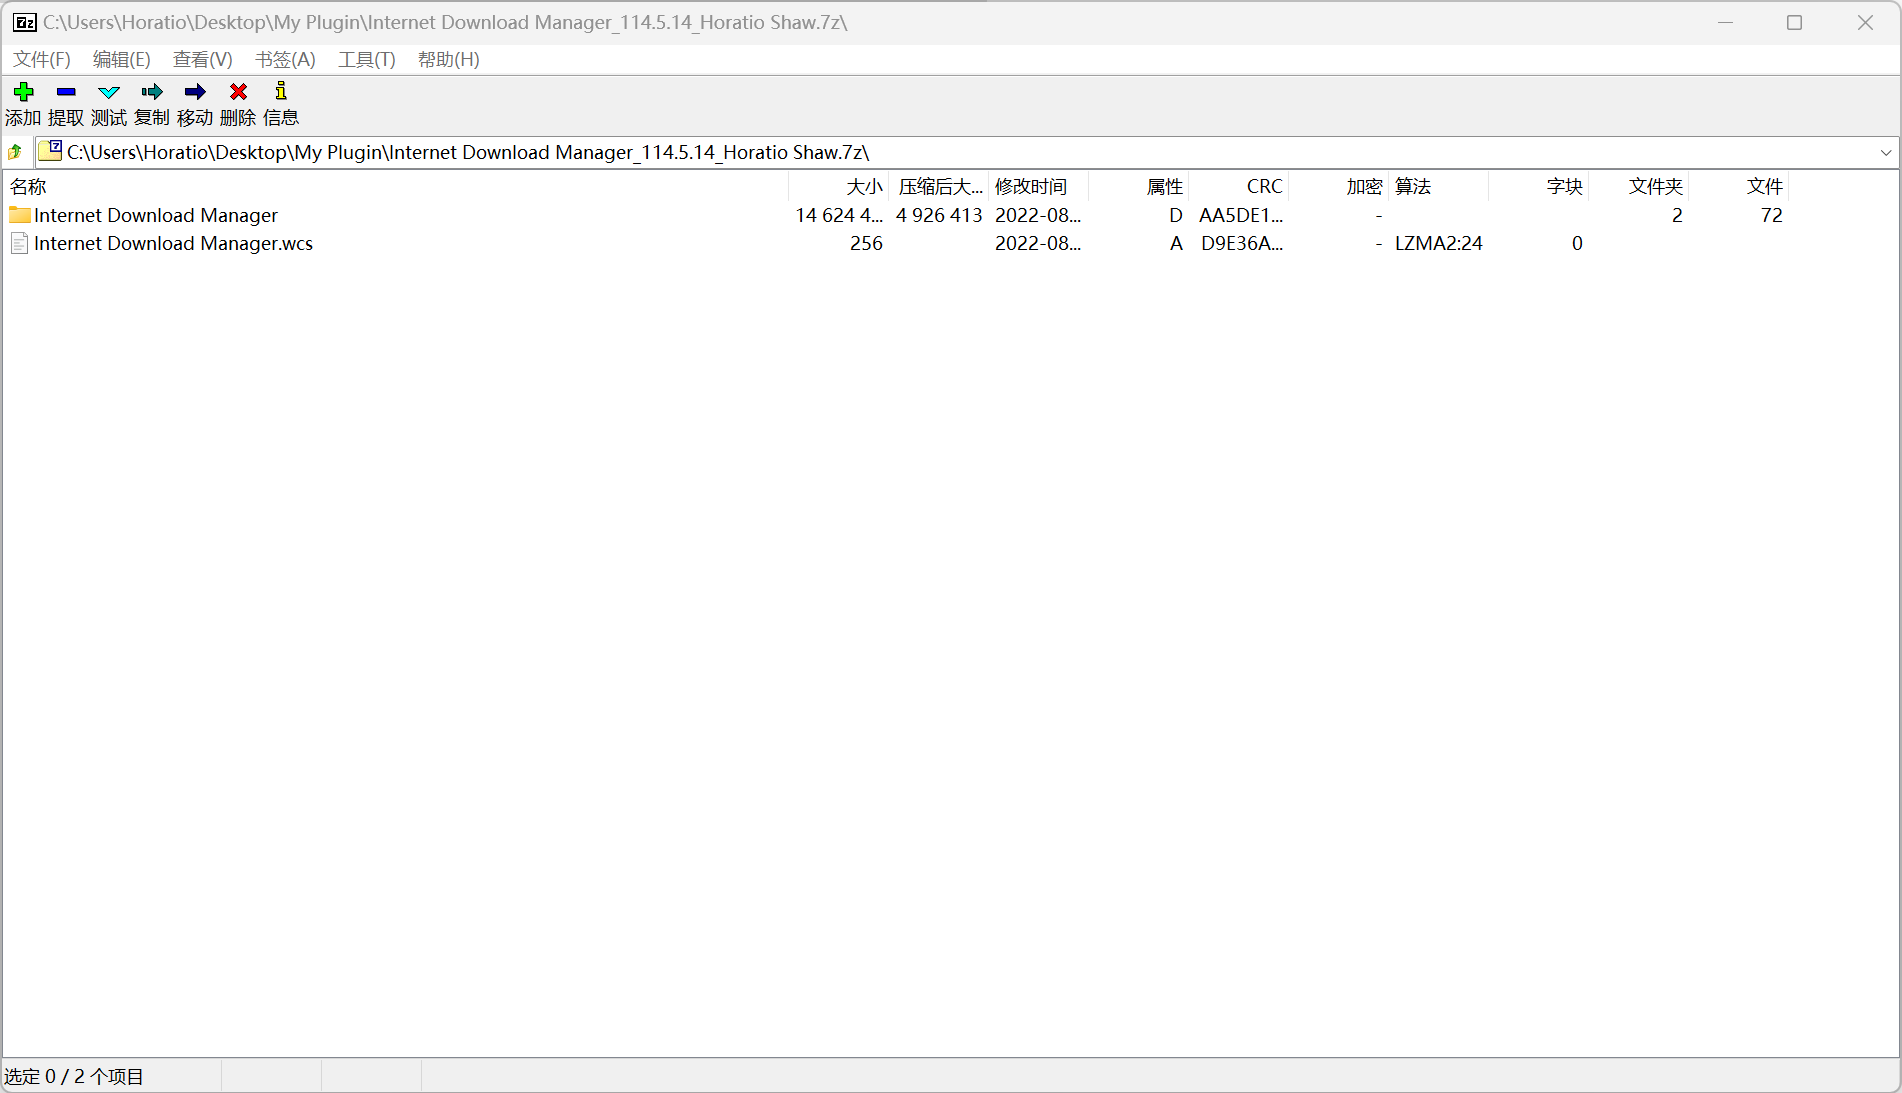 C:\Users\Horatio\Desktop\My Plugin\Internet Download Manager_114.5.14_Horatio Shaw.7z\
文件(F) 编辑(E) 查看(V) 书签(A) 工具(T) 帮助(H)
添加 提取 测试 复制 移动 删除 信息
C:\Users\Horatio\Desktop\My Plugin\Internet Download Manager_114.5.14_Horatio Shaw.7z\
名称 大小 压缩后大... 修改时间 属性 CRC 加密 算法 字块 文件夹 文件
Internet Download Manager 14 624 4... 4 926 413 2022-08... D AA5DE1... - 2 72
Internet Download Manager.wcs 256 2022-08... A D9E36A... - LZMA2:24 0
选定 0 / 2 个项目